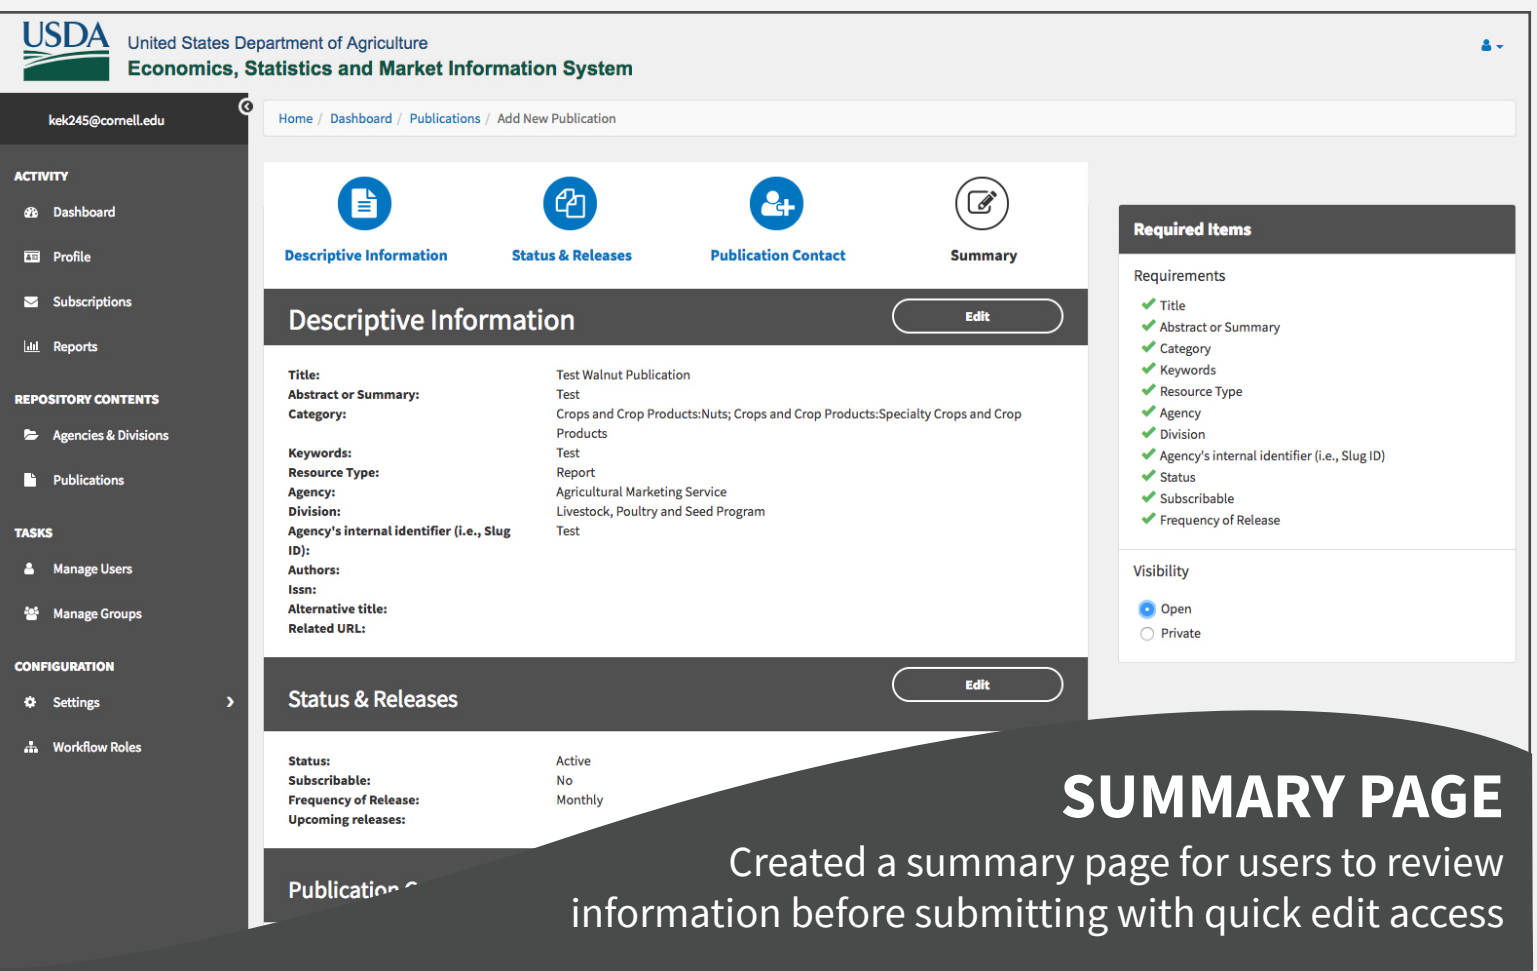 USDA
United States Department of Agriculture
Economics, Statistics and Market Information System
kek245@cornell.edu
Home / Dashboard / Publications / Add New Publication
ACTIVITY
Dashboard
Profile
Subscriptions
Reports
REPOSITORY CONTENTS
Agencies & Divisions
Publications
TASKS
Manage Users
Manage Groups
CONFIGURATION
Settings
Workflow Roles
Descriptive Information
Status & Releases
Publication Contact
Summary
Descriptive Information
Edit
Title: Test Walnut Publication
Abstract or Summary: Test
Category: Crops and Crop Products:Nuts; Crops and Crop Products:Specialty Crops and Crop
Products
Keywords: Test
Resource Type: Report
Agency: Agricultural Marketing Service
Division: Livestock, Poultry and Seed Program
Agency's internal identifier (i.e., Slug Test
ID):
Authors:
Issn:
Alternative title:
Related URL:
Status & Releases
Edit
Status: Active
Subscribable: No
Frequency of Release: Monthly
Upcoming releases:
Publication
Required Items
Requirements
Title
Abstract or Summary
Category
Keywords
Resource Type
Agency
Division
Agency's internal identifier (i.e., Slug ID)
Status
Subscribable
Frequency of Release
Visibility
Open
Private
SUMMARY PAGE
Created a summary page for users to review
information before submitting with quick edit access